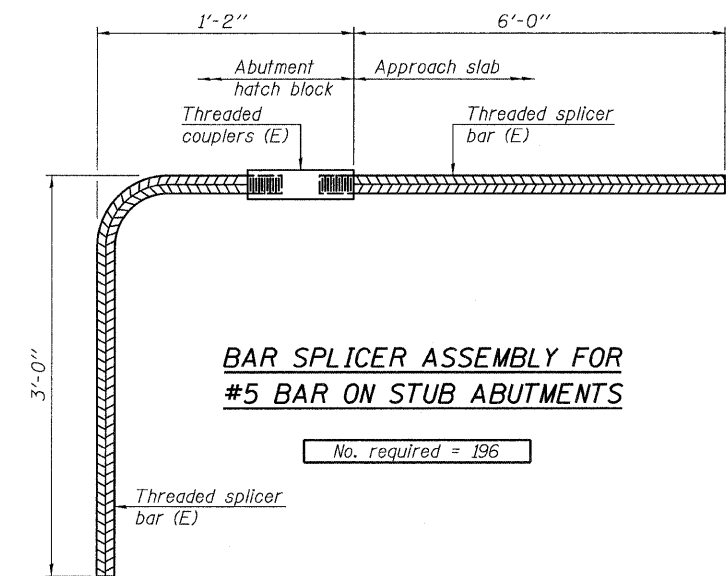 1'-2"
6'-0"
Abutment
hatch block
Approach slab
Threaded
couplers (E)
Threaded splicer
bar (E)
3'-0"
BAR SPLICER ASSEMBLY FOR
#5 BAR ON STUB ABUTMENTS
No. required = 196
Threaded splicer
bar (E)